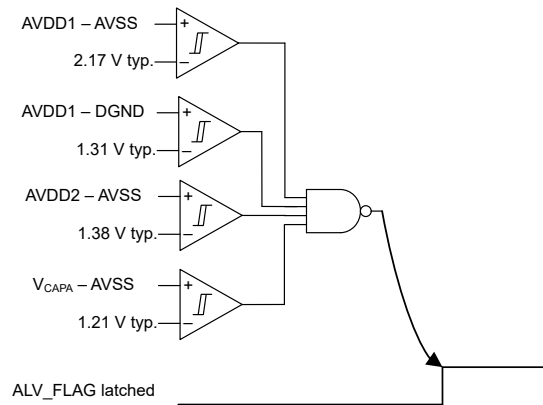 AVDD1 – AVSS
2.17 V typ.
AVDD1 – DGND
1.31 V typ.
AVDD2 – AVSS
1.38 V typ.
VCAPA – AVSS
1.21 V typ.
ALV_FLAG latched